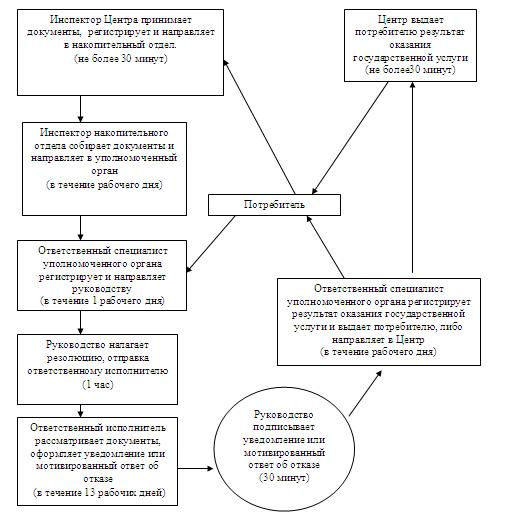 Инспектор Центра принимает
документы, регистрирует и направляет
в накопительный отдел.
(не более 30 минут)
Центр выдает
потребителю результат
оказания
государственной услуги
(не более30 минут)
Инспектор накопительного
отдела собирает документы и
направляет в уполномоченный
орган
(в течение рабочего дня)
Потребитель
Ответственный специалист
уполномоченного органа
регистрирует и направляет
руководству
(в течение 1 рабочего дня)
Ответственный специалист
уполномоченного органа регистрирует
результат оказания государственной
услуги и выдает потребителю, либо
направляет в Центр
(в течение рабочего дня)
Руководство налагает
резолюцию, отправка
ответственному исполнителю
(1 час)
Ответственный исполнитель
рассматривает документы,
оформляет уведомление или
мотивированный ответ об
отказе
(в течение 13 рабочих дней)
Руководство
подписывает
уведомление или
мотивированный
ответ об отказе
(30 минут)